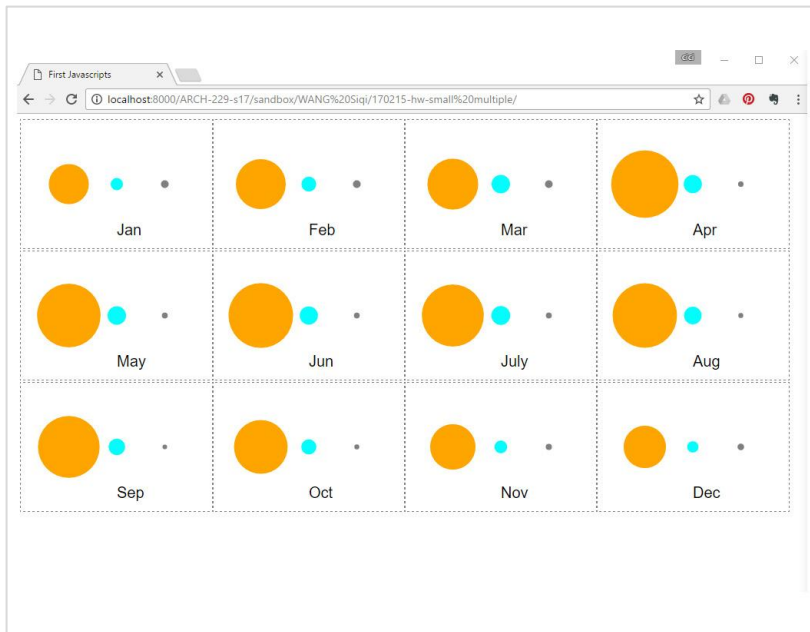 First Javascripts
localhost:8000/ARCH-229-s17/sandbox/WANG%20Siqi/170215-hw-small%20multiple/
Jan Feb Mar Apr
May Jun July Aug
Sep Oct Nov Dec